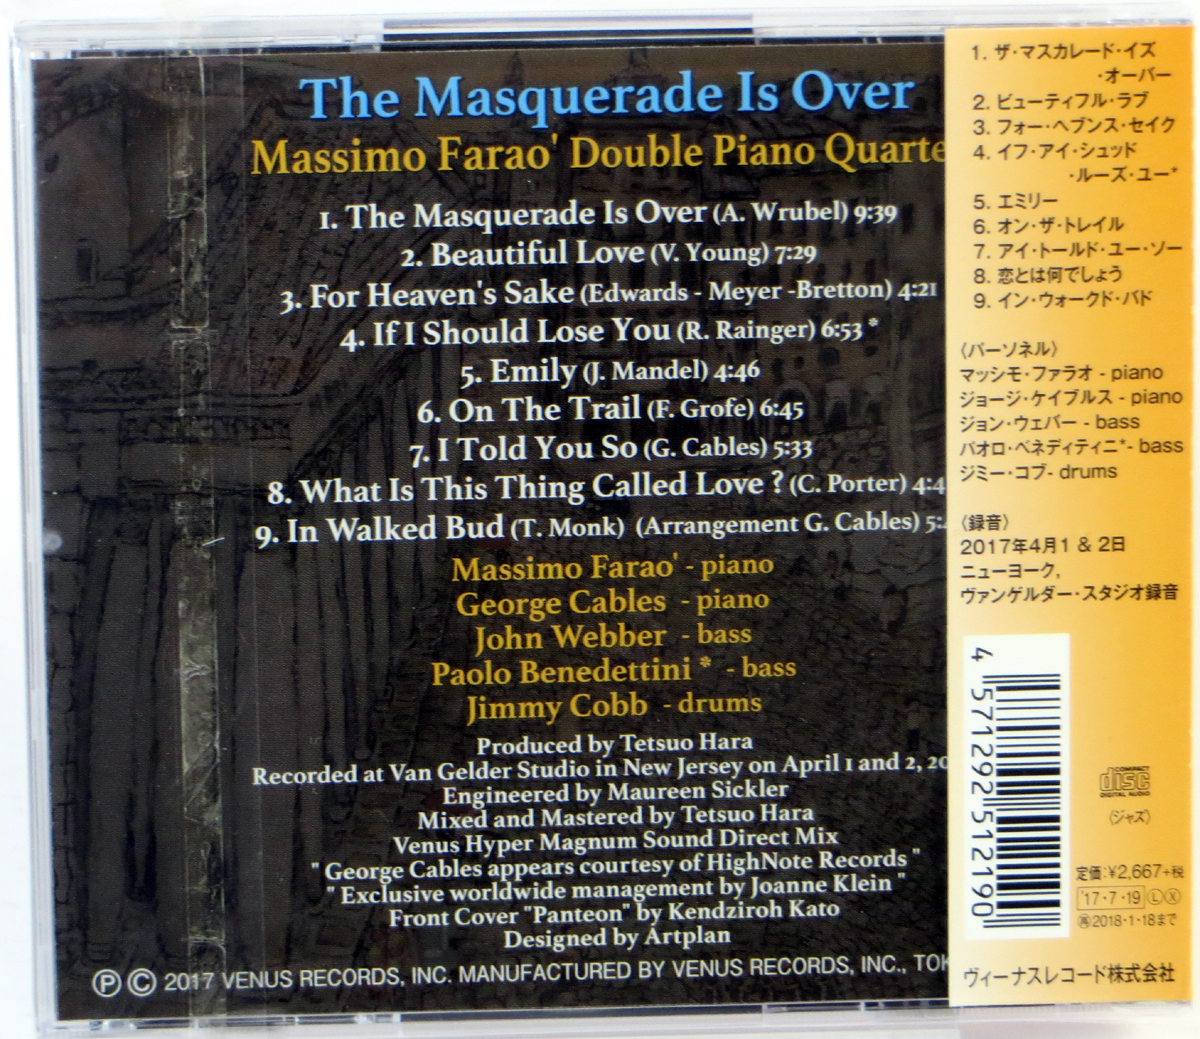 The Masquerade Is Over
Massimo Farao' Double Piano Quarte
1. The Masquerade Is Over (A. Wrubel) 9:39
2. Beautiful Love (V. Young) 7:29
3. For Heaven's Sake (Edwards - Meyer -Bretton) 4:21
4. If I Should Lose You (R. Rainger) 6:53 *
5. Emily (J. Mandel) 4:46
6. On The Trail (F. Grofe) 6:45
7. I Told You So (G. Cables) 5:33
8. What Is This Thing Called Love ? (C. Porter) 4:4
9. In Walked Bud (T. Monk) (Arrangement G. Cables) 5:
Massimo Farao' - piano
George Cables - piano
John Webber - bass
Paolo Benedettini * - bass
Jimmy Cobb - drums
Produced by Tetsuo Hara
Recorded at Van Gelder Studio in New Jersey on April 1 and 2, 20
Engineered by Maureen Sickler
Mixed and Mastered by Tetsuo Hara
Venus Hyper Magnum Sound Direct Mix
" George Cables appears courtesy of HighNote Records "
" Exclusive worldwide management by Joanne Klein "
Front Cover "Panteon" by Kendziroh Kato
Designed by Artplan
Ⓟ Ⓒ 2017 VENUS RECORDS, INC. MANUFACTURED BY VENUS RECORDS, INC., TOK
1. ザ・マスカレード・イズ
・オーバー
2. ビューティフル・ラブ
3. フォー・ヘブンス・セイク
4. イフ・アイ・シュッド
・ルーズ・ユー*
5. エミリー
6. オン・ザ・トレイル
7. アイ・トールド・ユー・ソー
8. 恋とは何でしょう
9. イン・ウォークド・バド
〈パーソネル〉
マッシモ・ファラオ - piano
ジョージ・ケイブルス - piano
ジョン・ウェバー - bass
パオロ・ベネディティニ*- bass
ジミー・コブ- drums
〈録音〉
2017年4月1 & 2日
ニューヨーク,
ヴァンゲルダー・スタジオ録音
4 571292 512190
COMPACT
disc
DIGITAL AUDIO
〈ジャズ〉
定価:¥2,667+税
'17・7・19 Ⓛ Ⓧ
㊢2018・1・18まで
ヴィーナスレコード株式会社